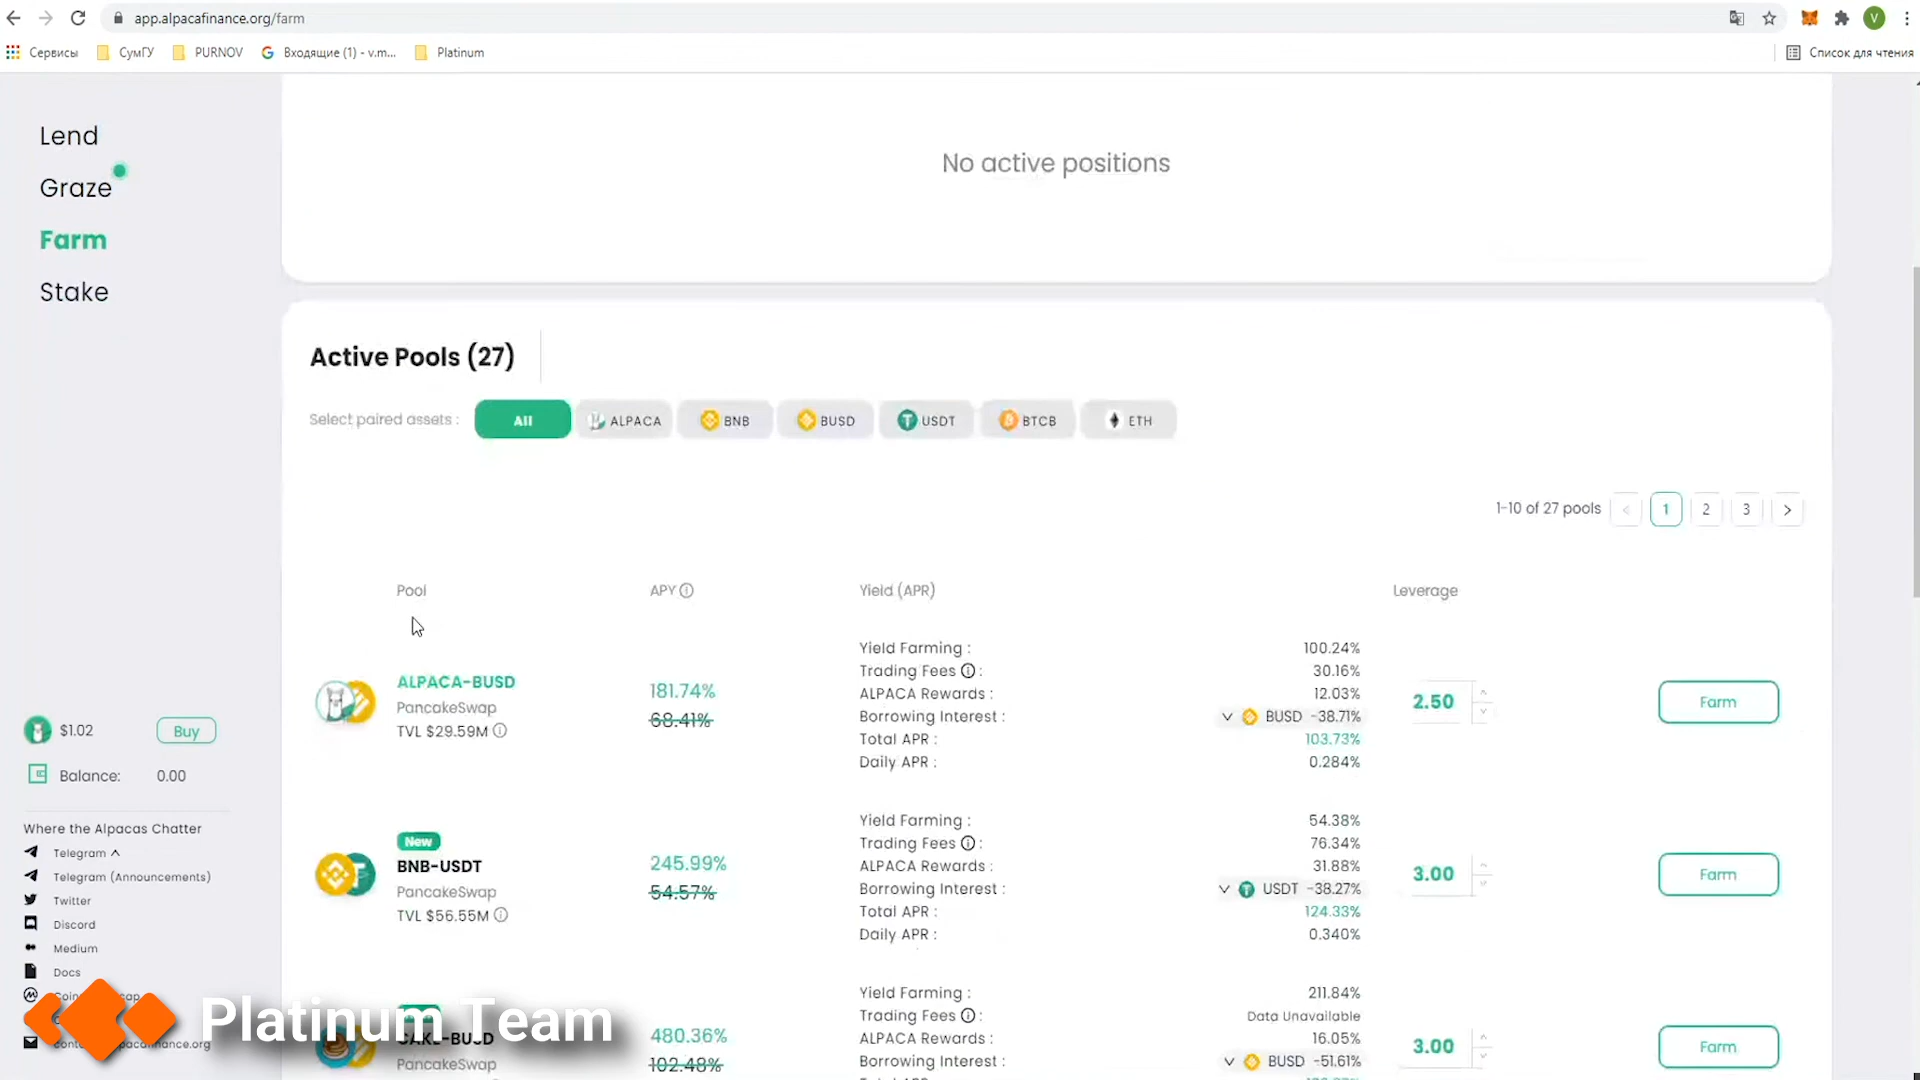 app.alpacafinance.org/farm
Сервисы СумГУ PURNOV Входящие (1) - v.m... Platinum Список для чтения
V
Lend
Graze
Farm
Stake
No active positions
Active Pools (27)
Select paired assets : All ALPACA BNB BUSD USDT BTCB ETH
1-10 of 27 pools < 1 2 3 >
Pool APY Yield (APR) Leverage
ALPACA-BUSD
PancakeSwap
TVL $29.59M
181.74%
68.41%
Yield Farming : 100.24%
Trading Fees : 30.16%
ALPACA Rewards : 12.03%
Borrowing Interest : BUSD -38.71%
Total APR : 103.73%
Daily APR : 0.284%
2.50
Farm
New
BNB-USDT
PancakeSwap
TVL $56.55M
245.99%
54.57%
Yield Farming : 54.38%
Trading Fees : 76.34%
ALPACA Rewards : 31.88%
Borrowing Interest : USDT -38.27%
Total APR : 124.33%
Daily APR : 0.340%
3.00
Farm
CAKE-BUSD
PancakeSwap
480.36%
102.48%
Yield Farming : 211.84%
Trading Fees : Data Unavailable
ALPACA Rewards : 16.05%
Borrowing Interest : BUSD -51.61%
3.00
Farm
$1.02 Buy
Balance: 0.00
Where the Alpacas Chatter
Telegram
Telegram (Announcements)
Twitter
Discord
Medium
Docs
Platinum Team